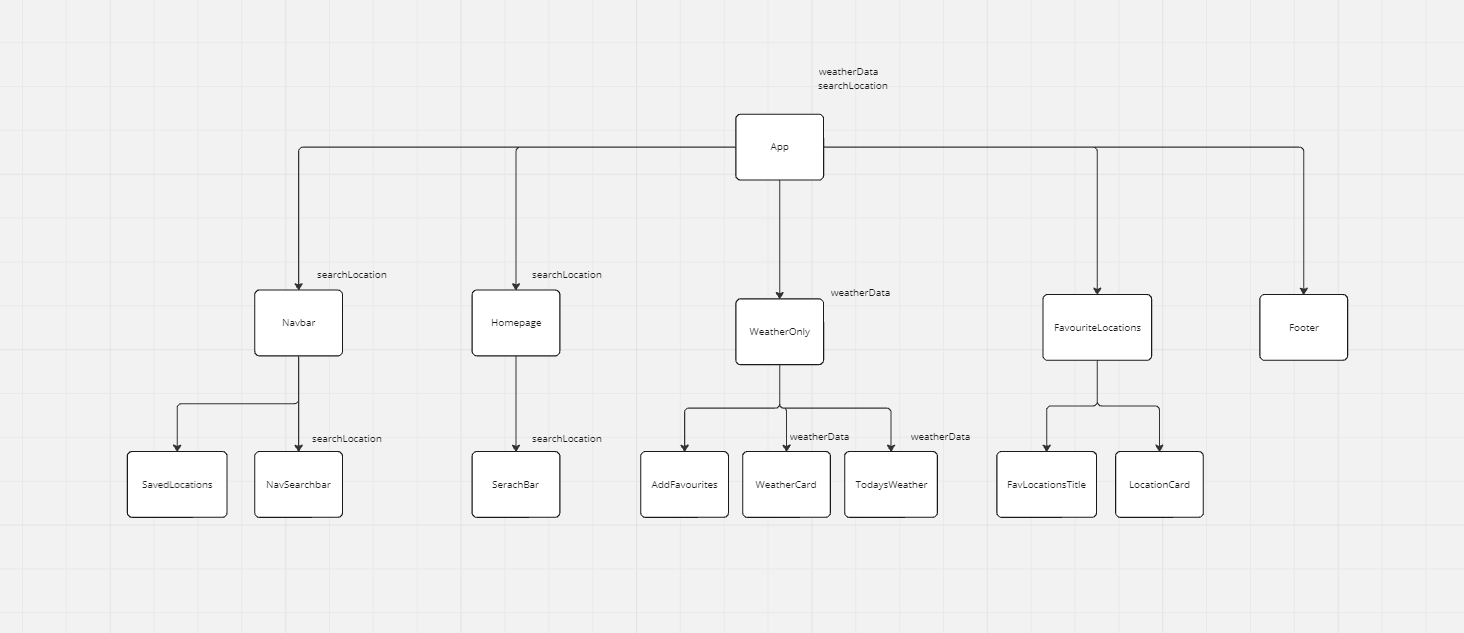 weatherData
searchLocation
App
searchLocation
searchLocation
weatherData
Navbar
Homepage
WeatherOnly
FavouriteLocations
Footer
searchLocation
searchLocation
weatherData
weatherData
SavedLocations
NavSearchbar
SerachBar
AddFavourites
WeatherCard
TodaysWeather
FavLocationsTitle
LocationCard